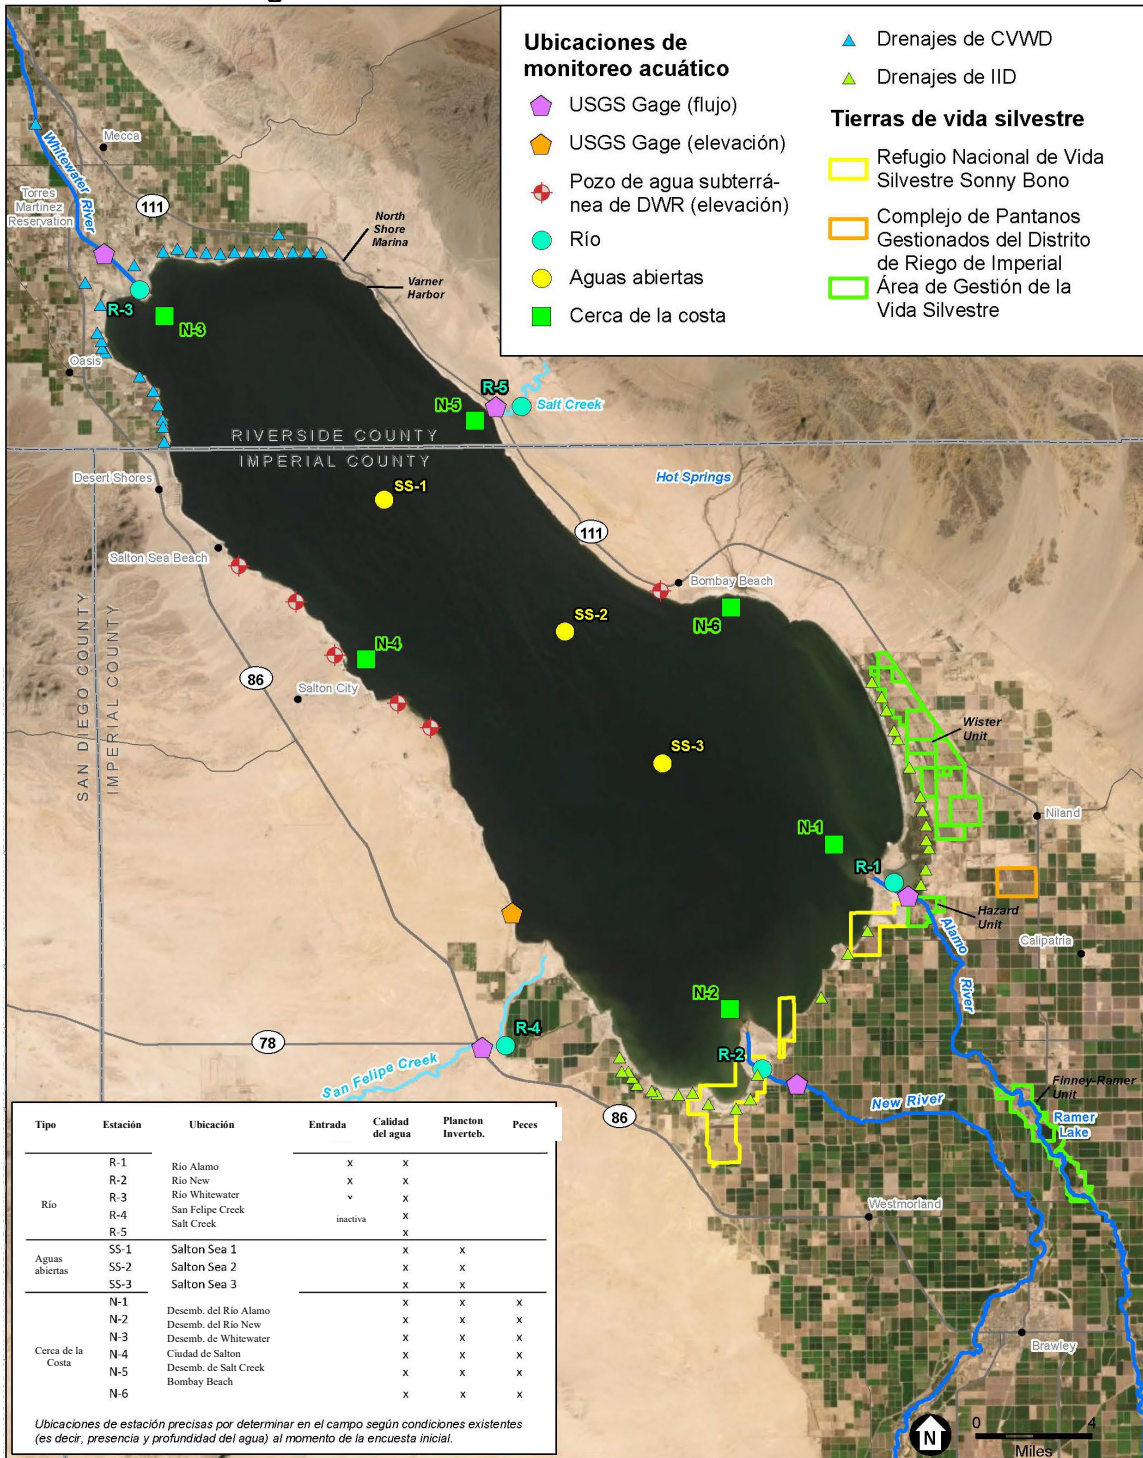 Ubicaciones de
monitoreo acuático
USGS Gage (flujo)
USGS Gage (elevación)
Pozo de agua subterrá-
nea de DWR (elevación)
Río
Aguas abiertas
Cerca de la costa
Drenajes de CVWD
Drenajes de IID
Tierras de vida silvestre
Refugio Nacional de Vida
Silvestre Sonny Bono
Complejo de Pantanos
Gestionados del Distrito
de Riego de Imperial
Área de Gestión de la
Vida Silvestre
Whitewater River
Mecca
Torres
Martinez
Reservation
111
North
Shore
Marina
Varner
Harbor
R-3
N-3
Oasis
R-5
N-5
Salt Creek
RIVERSIDE COUNTY
IMPERIAL COUNTY
Desert Shores
SS-1
Hot Springs
111
Salton Sea Beach
Bombay Beach
SS-2
N-6
SAN DIEGO COUNTY
IMPERIAL COUNTY
N-4
86
Salton City
Wister
Unit
SS-3
Niland
N-1
R-1
Hazard
Unit
Alamo
River
Calipatria
N-2
R-4
78
R-2
San Felipe Creek
86
New River
Finney-Ramer
Unit
Ramer
Lake
Westmorland
Brawley
Tipo Estación Ubicación Entrada Calidad del agua Plancton Inverteb. Peces
Río
R-1 Rio Alamo x x
R-2 Rio New x x
R-3 Rio Whitewater x x
R-4 San Felipe Creek inactiva x
R-5 Salt Creek x
Aguas
abiertas
SS-1 Salton Sea 1 x x
SS-2 Salton Sea 2 x x
SS-3 Salton Sea 3 x x
Cerca de la
Costa
N-1 Desemb. del Río Alamo x x x
N-2 Desemb. del Río New x x x
N-3 Desemb. de Whitewater x x x
N-4 Ciudad de Salton x x x
N-5 Desemb. de Salt Creek x x x
N-6 Bombay Beach x x x
Ubicaciones de estación precisas por determinar en el campo según condiciones existentes
(es decir, presencia y profundidad del agua) al momento de la encuesta inicial.
N
0 4
Miles